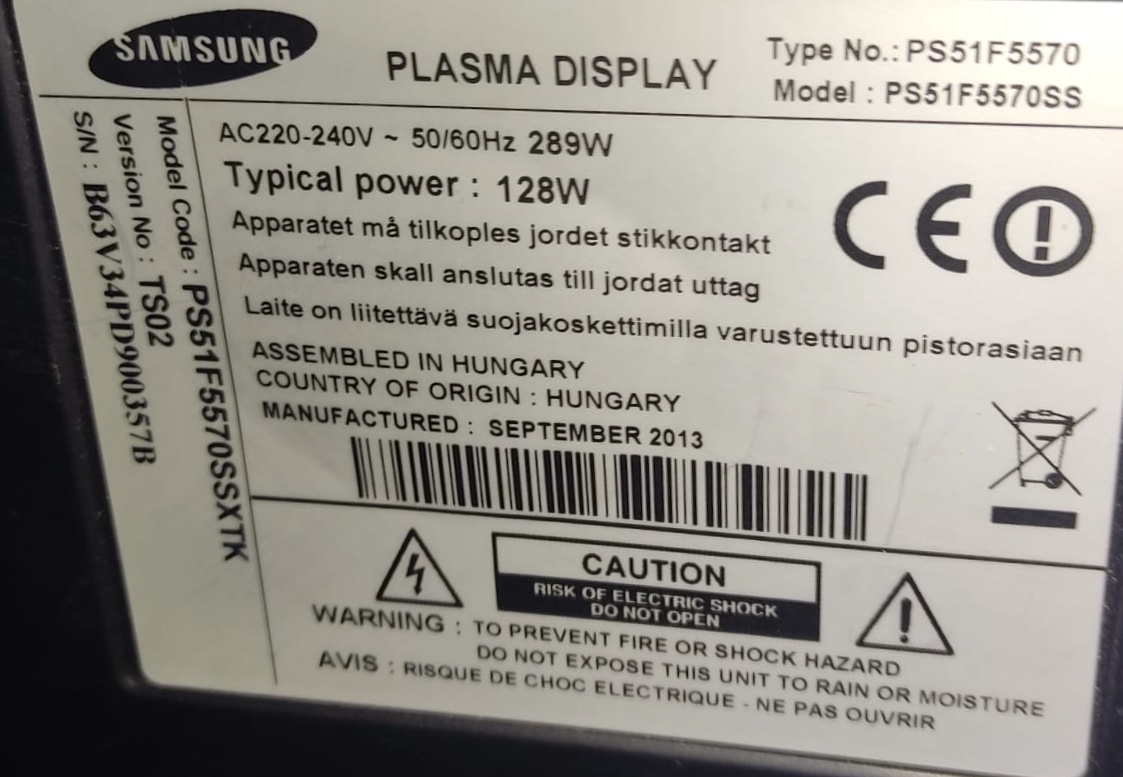 SAMSUNG
PLASMA DISPLAY
Type No.: PS51F5570
Model : PS51F5570SS
Model Code : PS51F5570SSXTK
Version No : TS02
S/N : B63V34PD900357B
AC220-240V ~ 50/60Hz 289W
Typical power : 128W
Apparatet må tilkoples jordet stikkontakt
Apparaten skall anslutas till jordat uttag
Laite on liitettävä suojakoskettimilla varustettuun pistorasiaan
ASSEMBLED IN HUNGARY
COUNTRY OF ORIGIN : HUNGARY
MANUFACTURED : SEPTEMBER 2013
CE
CAUTION
RISK OF ELECTRIC SHOCK
DO NOT OPEN
WARNING : TO PREVENT FIRE OR SHOCK HAZARD
DO NOT EXPOSE THIS UNIT TO RAIN OR MOISTURE
AVIS : RISQUE DE CHOC ELECTRIQUE - NE PAS OUVRIR